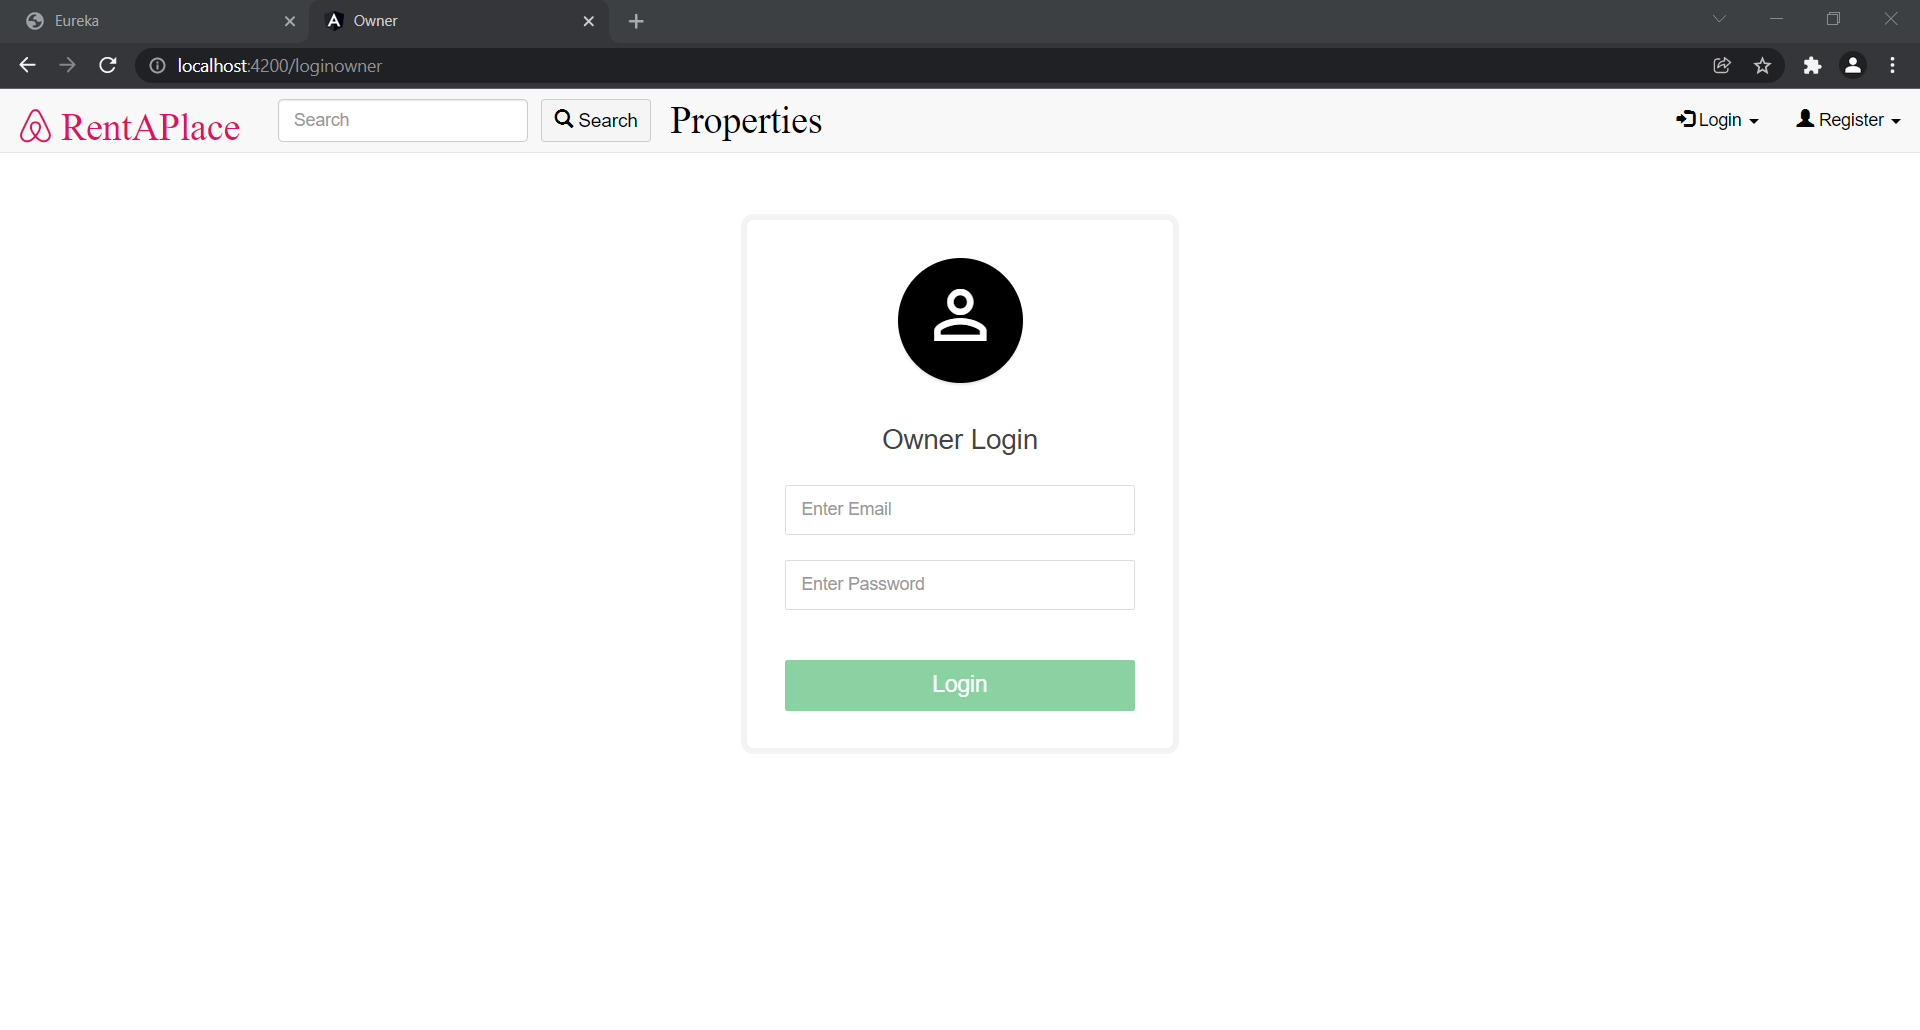 Eureka
Owner
localhost:4200/loginowner
RentAPlace
Search
Search
Properties
Login
Register
Owner Login
Enter Email
Enter Password
Login